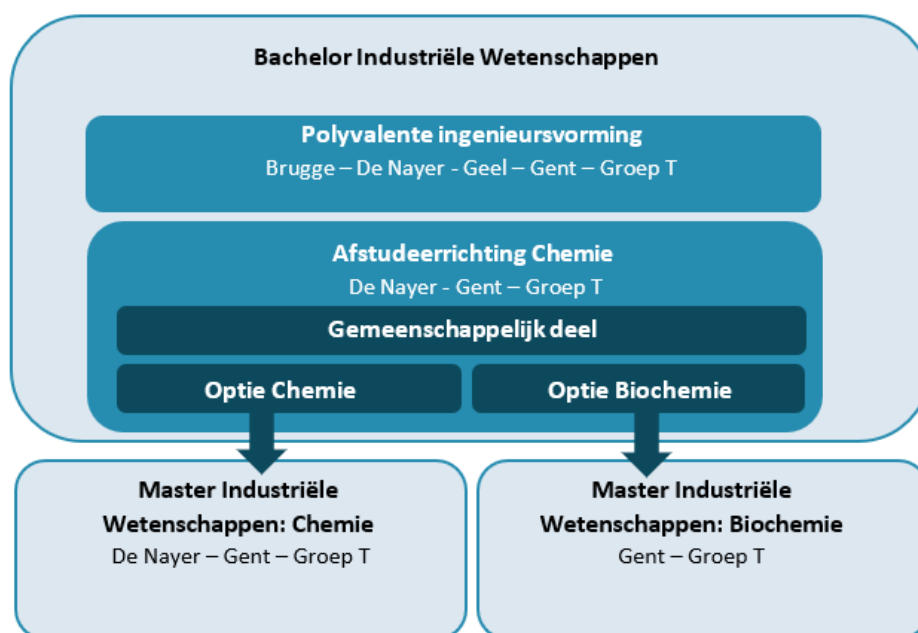 Bachelor Industriële Wetenschappen
Polyvalente ingenieursvorming
Brugge – De Nayer - Geel – Gent – Groep T
Afstudeerrichting Chemie
De Nayer - Gent – Groep T
Gemeenschappelijk deel
Optie Chemie
Optie Biochemie
Master Industriële
Wetenschappen: Chemie
De Nayer – Gent – Groep T
Master Industriële
Wetenschappen: Biochemie
Gent – Groep T